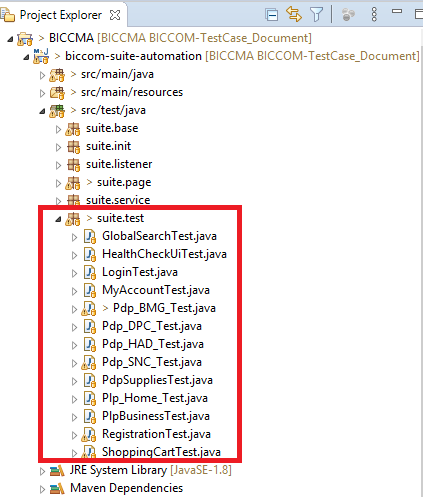 Project Explorer
> BICCMA [BICCMA BICCOM-TestCase_Document]
> biccom-suite-automation [BICCMA BICCOM-TestCase_Document]
> src/main/java
> src/main/resources
> src/test/java
suite.base
suite.init
suite.listener
> suite.page
suite.service
> suite.test
GlobalSearchTest.java
HealthCheckUiTest.java
LoginTest.java
MyAccountTest.java
> Pdp_BMG_Test.java
Pdp_DPC_Test.java
Pdp_HAD_Test.java
Pdp_SNC_Test.java
PdpSuppliesTest.java
Plp_Home_Test.java
PlpBusinessTest.java
RegistrationTest.java
ShoppingCartTest.java
JRE System Library [JavaSE-1.8]
Maven Dependencies